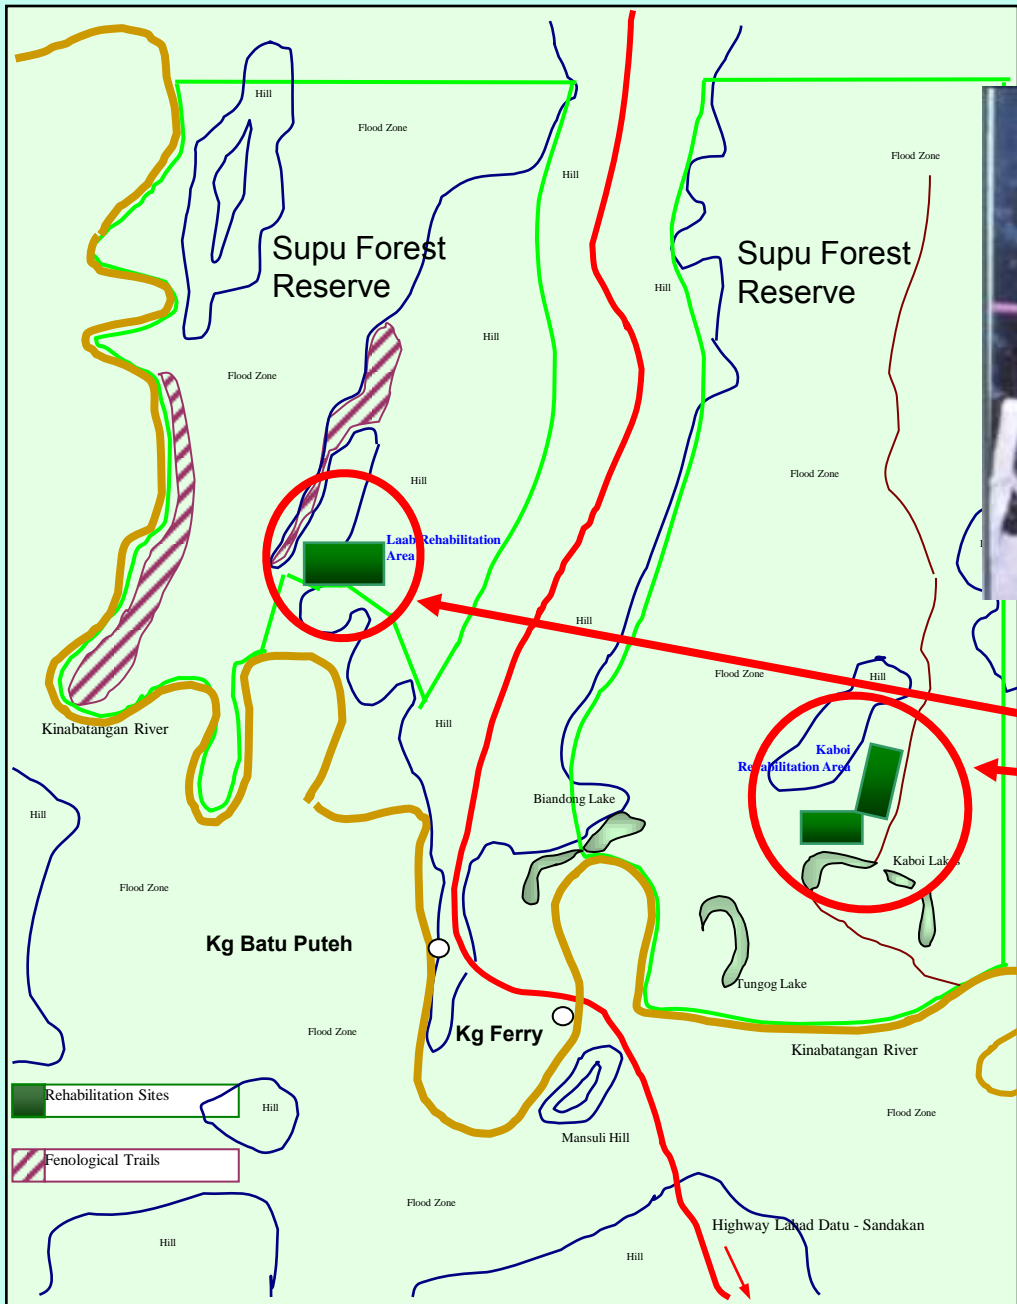 Hill
Flood Zone
Flood Zone
Hill
Supu Forest
Reserve
Supu Forest
Reserve
Hill
Hill
Flood Zone
Flood Zone
Hill
Laab Rehabilitation
Area
Hill
Flood Zone
Hill
Kinabatangan River
Hill
Kaboi
Rehabilitation Area
Biandong Lake
Hill
Kaboi Lakes
Flood Zone
Kg Batu Puteh
Tungog Lake
Flood Zone
Kg Ferry
Kinabatangan River
Rehabilitation Sites
Hill
Flood Zone
Mansuli Hill
Fenological Trails
Flood Zone
Highway Lahad Datu - Sandakan
Hill
Hill